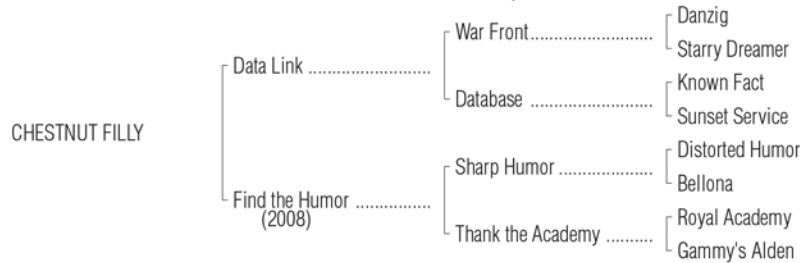 War Front.............................
Danzig
Starry Dreamer
Data Link ............................
Database .............................
Known Fact
Sunset Service
CHESTNUT FILLY
Sharp Humor ......................
Distorted Humor
Bellona
Find the Humor .................
(2008)
Thank the Academy ..........
Royal Academy
Gammy's Alden